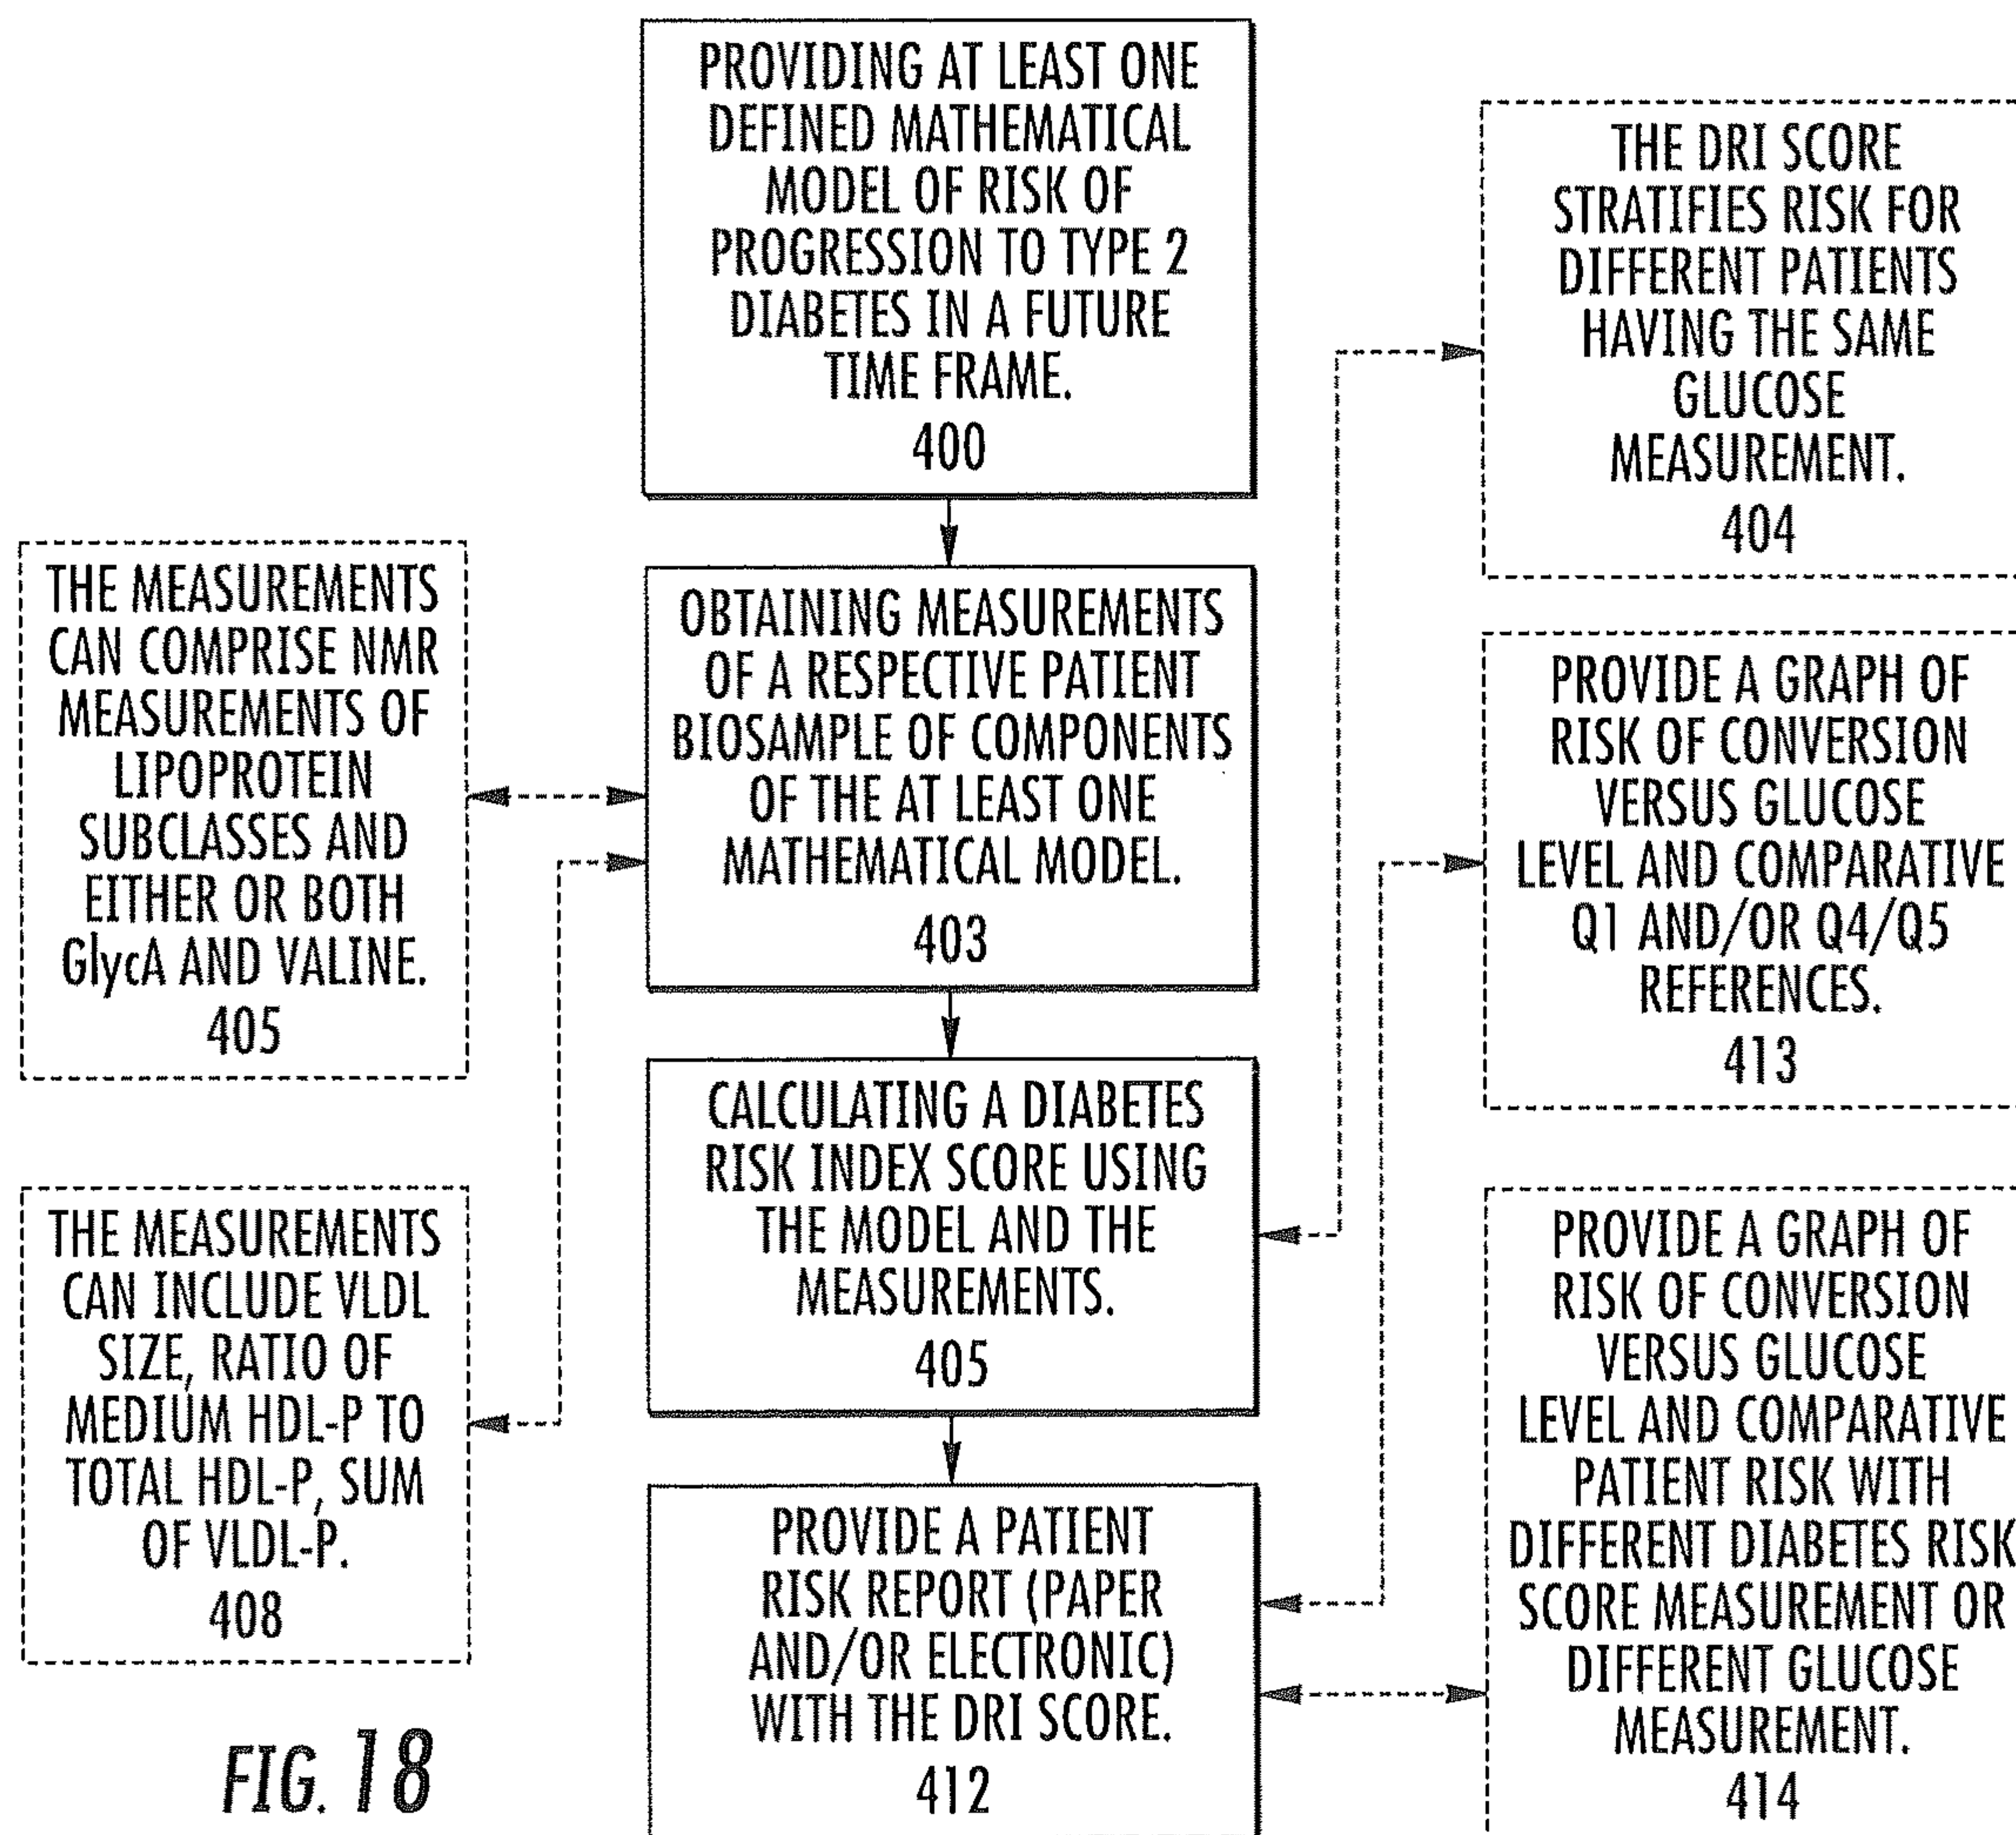 PROVIDING AT LEAST ONE
DEFINED MATHEMATICAL
MODEL OF RISK OF
PROGRESSION TO TYPE 2
DIABETES IN A FUTURE
TIME FRAME.
400
THE DRI SCORE
STRATIFIES RISK FOR
DIFFERENT PATIENTS
HAVING THE SAME
GLUCOSE
MEASUREMENT.
404
THE MEASUREMENTS
CAN COMPRISE NMR
MEASUREMENTS OF
LIPOPROTEIN
SUBCLASSES AND
EITHER OR BOTH
GlycA AND VALINE.
405
OBTAINING MEASUREMENTS
OF A RESPECTIVE PATIENT
BIOSAMPLE OF COMPONENTS
OF THE AT LEAST ONE
MATHEMATICAL MODEL.
403
PROVIDE A GRAPH OF
RISK OF CONVERSION
VERSUS GLUCOSE
LEVEL AND COMPARATIVE
Q1 AND/OR Q4/Q5
REFERENCES.
413
CALCULATING A DIABETES
RISK INDEX SCORE USING
THE MODEL AND THE
MEASUREMENTS.
405
THE MEASUREMENTS
CAN INCLUDE VLDL
SIZE, RATIO OF
MEDIUM HDL-P TO
TOTAL HDL-P, SUM
OF VLDL-P.
408
PROVIDE A GRAPH OF
RISK OF CONVERSION
VERSUS GLUCOSE
LEVEL AND COMPARATIVE
PATIENT RISK WITH
DIFFERENT DIABETES RISK
SCORE MEASUREMENT OR
DIFFERENT GLUCOSE
MEASUREMENT.
414
PROVIDE A PATIENT
RISK REPORT (PAPER
AND/OR ELECTRONIC)
WITH THE DRI SCORE.
412
FIG. 18